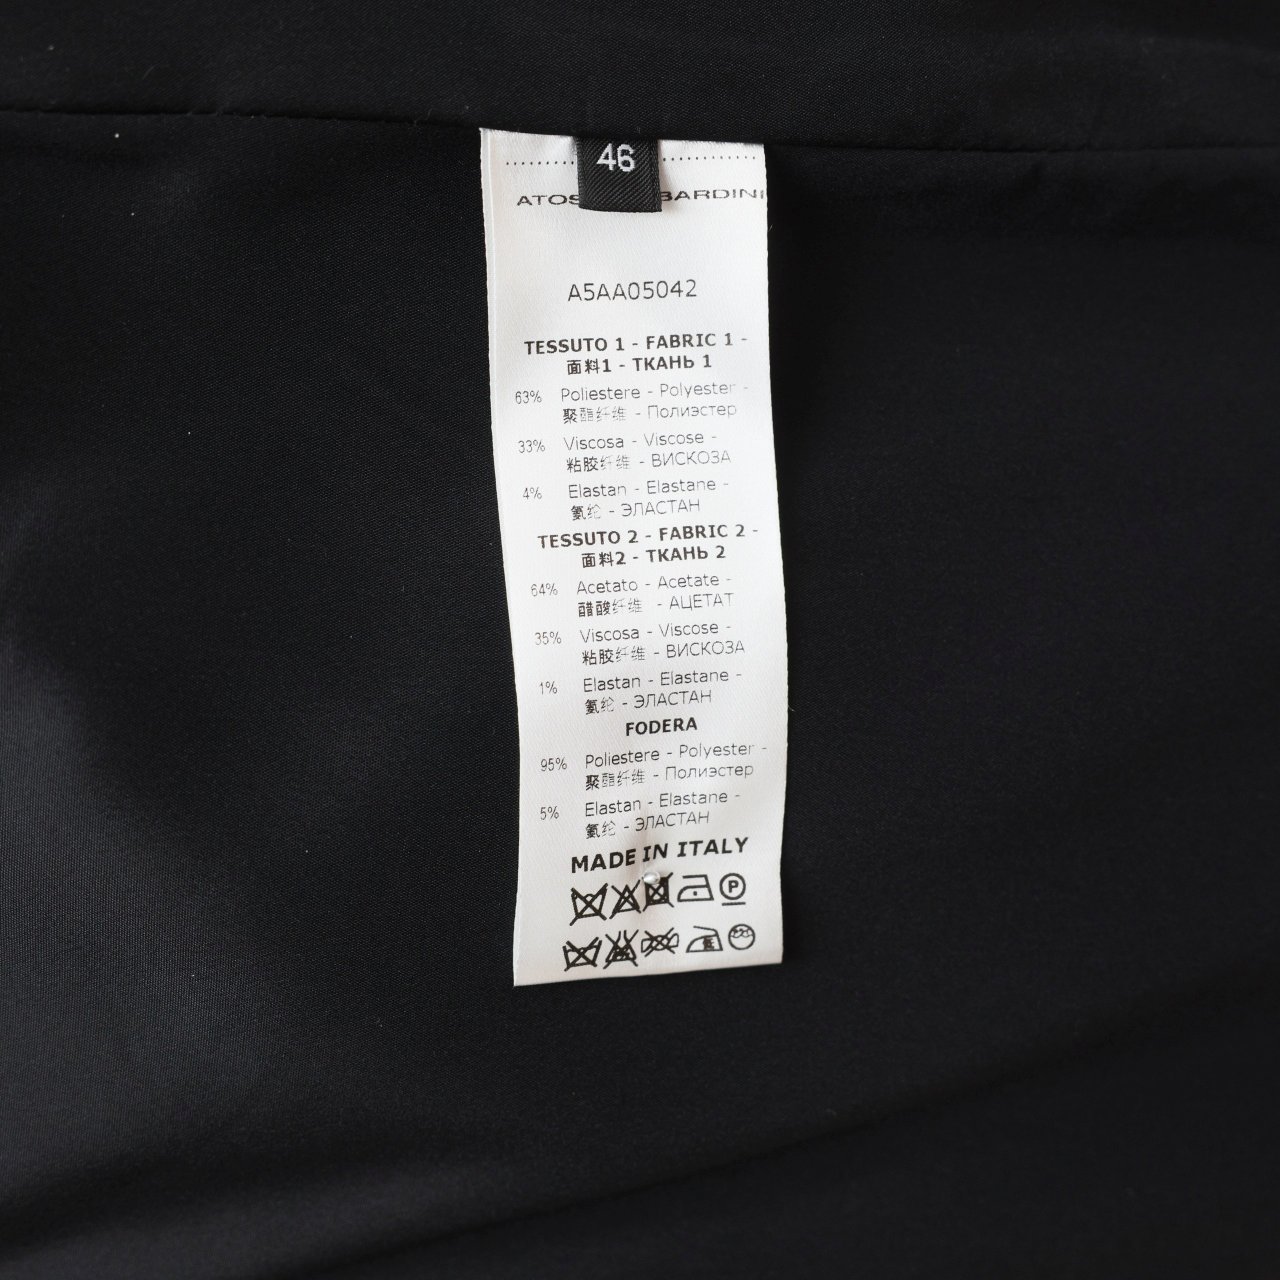 46
ATOS BARDINI
A5AA05042
TESSUTO 1 - FABRIC 1 -
面料1 - ТКАНЬ 1
63% Poliestere - Polyester -
聚酯纤维 - Полиэстер
33% Viscosa - Viscose -
粘胶纤维 - ВИСКОЗА
4% Elastan - Elastane -
氨纶 - ЭЛАСТАН
TESSUTO 2 - FABRIC 2 -
面料2 - ТКАНЬ 2
64% Acetato - Acetate -
醋酸纤维 - АЦЕТАТ
35% Viscosa - Viscose -
粘胶纤维 - ВИСКОЗА
1% Elastan - Elastane -
氨纶 - ЭЛАСТАН
FODERA
95% Poliestere - Polyester -
聚酯纤维 - Полиэстер
5% Elastan - Elastane -
氨纶 - ЭЛАСТАН
MADE IN ITALY
P